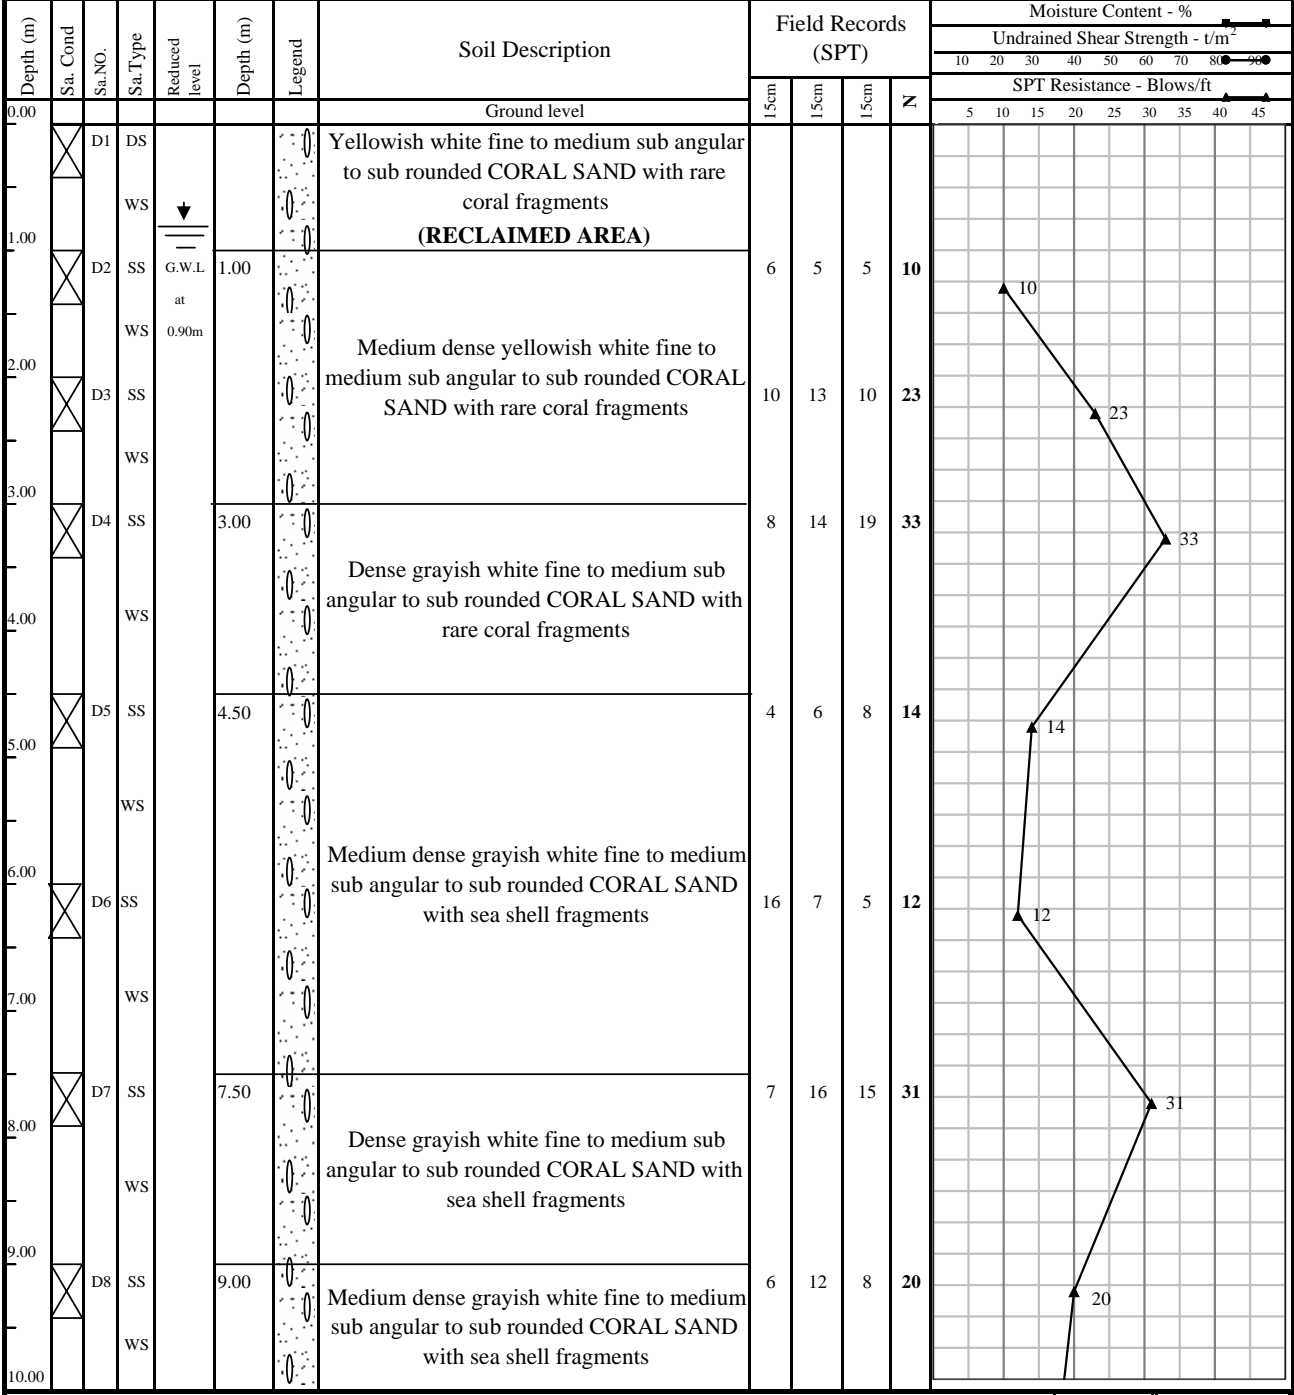 Depth (m)
Sa. Cond
Sa.NO.
Sa.Type
Reduced
level
Depth (m)
Legend
Soil Description
Field Records
(SPT)
15cm
15cm
15cm
N
Moisture Content - %
Undrained Shear Strength - t/m2
10 20 30 40 50 60 70 80 90
SPT Resistance - Blows/ft
5 10 15 20 25 30 35 40 45
0.00
Ground level
D1 DS
Yellowish white fine to medium sub angular
to sub rounded CORAL SAND with rare
coral fragments
(RECLAIMED AREA)
WS
1.00
D2 SS G.W.L 1.00 6 5 5 10
at
WS 0.90m
10
Medium dense yellowish white fine to
medium sub angular to sub rounded CORAL
SAND with rare coral fragments
2.00
D3 SS 10 13 10 23
23
WS
3.00
D4 SS 3.00 8 14 19 33
33
Dense grayish white fine to medium sub
angular to sub rounded CORAL SAND with
rare coral fragments
WS
4.00
D5 SS 4.50 4 6 8 14
14
5.00
WS
Medium dense grayish white fine to medium
sub angular to sub rounded CORAL SAND
with sea shell fragments
6.00
D6 SS 16 7 5 12
12
WS
7.00
D7 SS 7.50 7 16 15 31
31
8.00
Dense grayish white fine to medium sub
angular to sub rounded CORAL SAND with
sea shell fragments
WS
9.00
D8 SS 9.00 6 12 8 20
20
Medium dense grayish white fine to medium
sub angular to sub rounded CORAL SAND
with sea shell fragments
WS
10.00